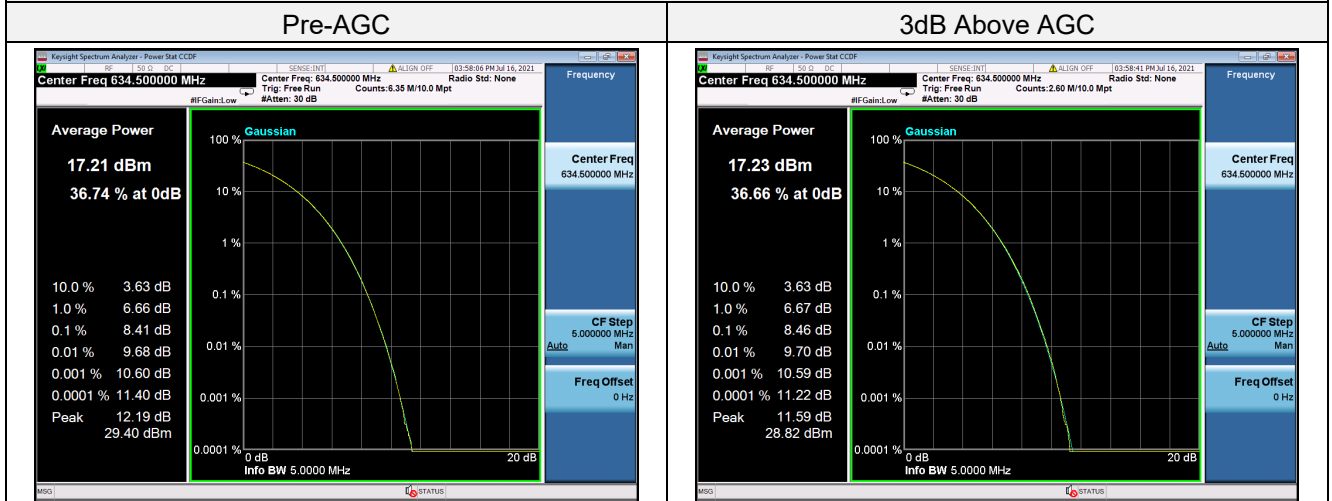 Pre-AGC
3dB Above AGC
Keysight Spectrum Analyzer - Power Stat CCDF
RF 50 Ω DC SENSE:INT ALIGN OFF 03:58:06 PM Jul 16, 2021
Center Freq 634.500000 MHz
Center Freq: 634.500000 MHz Radio Std: None
Trig: Free Run Counts:6.35 M/10.0 Mpt
#IFGain:Low #Atten: 30 dB
Frequency
Average Power
17.21 dBm
36.74 % at 0dB
10.0 % 3.63 dB
1.0 % 6.66 dB
0.1 % 8.41 dB
0.01 % 9.68 dB
0.001 % 10.60 dB
0.0001 % 11.40 dB
Peak 12.19 dB
29.40 dBm
Gaussian
100 %
10 %
1 %
0.1 %
0.01 %
0.001 %
0.0001 %
0 dB 20 dB
Info BW 5.0000 MHz
Center Freq
634.500000 MHz
CF Step
5.000000 MHz
Auto Man
Freq Offset
0 Hz
MSG STATUS
Keysight Spectrum Analyzer - Power Stat CCDF
RF 50 Ω DC SENSE:INT ALIGN OFF 03:58:41 PM Jul 16, 2021
Center Freq 634.500000 MHz
Center Freq: 634.500000 MHz Radio Std: None
Trig: Free Run Counts:2.60 M/10.0 Mpt
#IFGain:Low #Atten: 30 dB
Frequency
Average Power
17.23 dBm
36.66 % at 0dB
10.0 % 3.63 dB
1.0 % 6.67 dB
0.1 % 8.46 dB
0.01 % 9.70 dB
0.001 % 10.59 dB
0.0001 % 11.22 dB
Peak 11.59 dB
28.82 dBm
Gaussian
100 %
10 %
1 %
0.1 %
0.01 %
0.001 %
0.0001 %
0 dB 20 dB
Info BW 5.0000 MHz
Center Freq
634.500000 MHz
CF Step
5.000000 MHz
Auto Man
Freq Offset
0 Hz
MSG STATUS